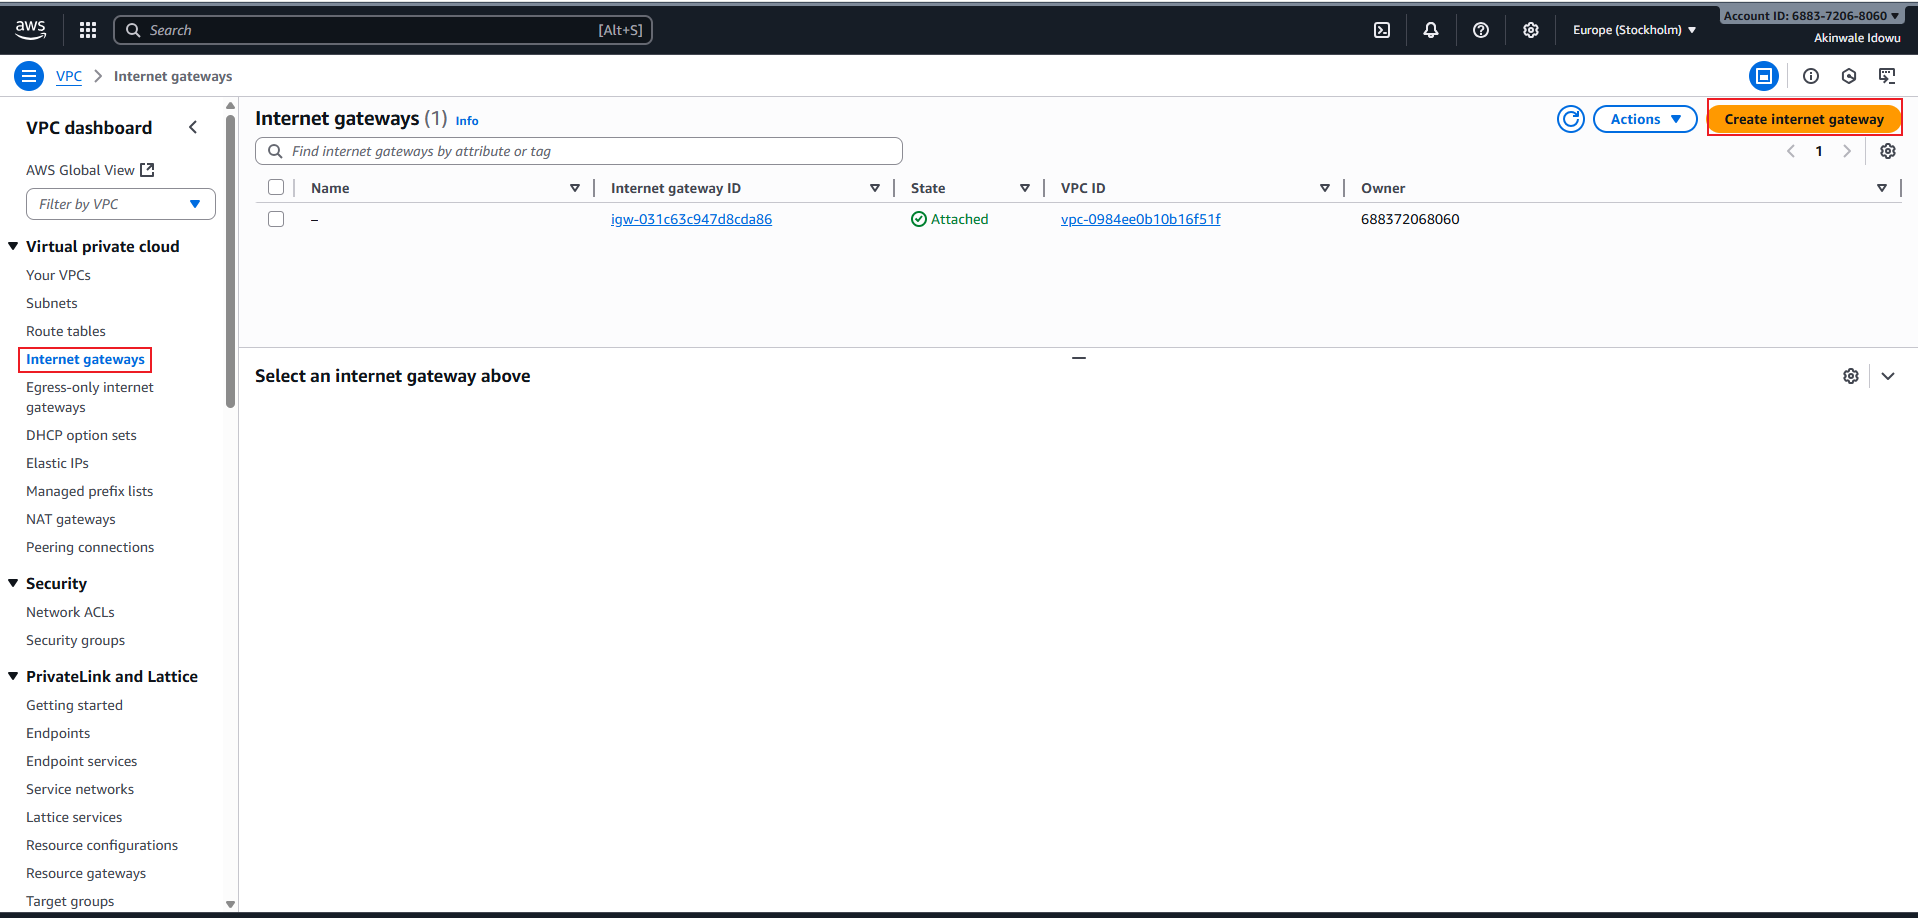 aws
Search
[Alt+S]
Europe (Stockholm)
Account ID: 6883-7206-8060
Akinwale Idowu
VPC
Internet gateways
VPC dashboard
AWS Global View
Filter by VPC
Virtual private cloud
Your VPCs
Subnets
Route tables
Internet gateways
Egress-only internet
gateways
DHCP option sets
Elastic IPs
Managed prefix lists
NAT gateways
Peering connections
Security
Network ACLs
Security groups
PrivateLink and Lattice
Getting started
Endpoints
Endpoint services
Service networks
Lattice services
Resource configurations
Resource gateways
Target groups
Internet gateways (1) Info
Actions
Create internet gateway
Find internet gateways by attribute or tag
1
Name Internet gateway ID State VPC ID Owner
– igw-031c63c947d8cda86 Attached vpc-0984ee0b10b16f51f 688372068060
Select an internet gateway above